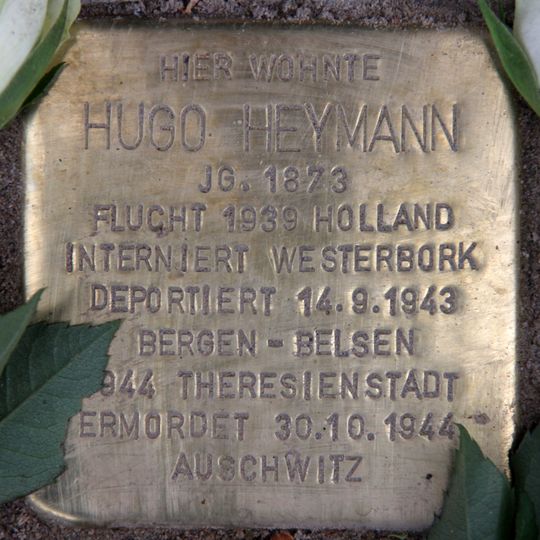 HIER WOHNTE
HUGO HEYMANN
JG. 1873
FLUCHT 1939 HOLLAND
INTERNIERT WESTERBORK
DEPORTIERT 14.9.1943
BERGEN - BELSEN
1944 THERESIENSTADT
ERMORDET 30.10.1944
AUSCHWITZ